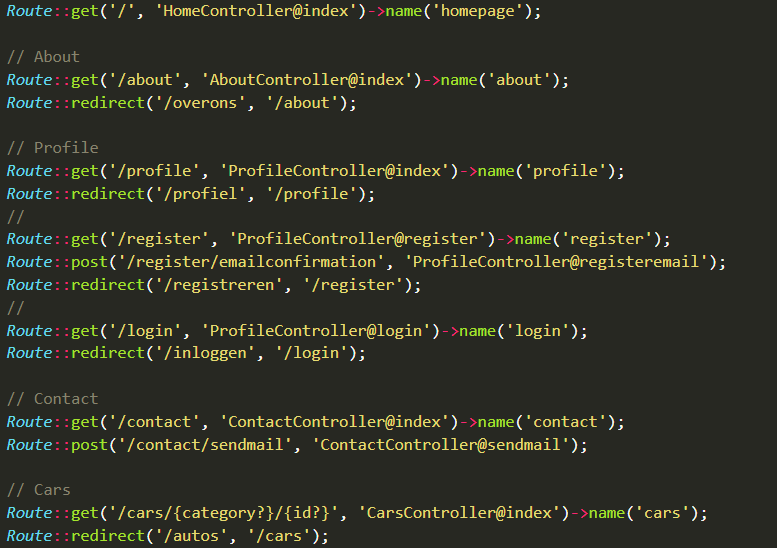 Route::get('/', 'HomeController@index')->name('homepage');
// About
Route::get('/about', 'AboutController@index')->name('about');
Route::redirect('/overons', '/about');
// Profile
Route::get('/profile', 'ProfileController@index')->name('profile');
Route::redirect('/profiel', '/profile');
//
Route::get('/register', 'ProfileController@register')->name('register');
Route::post('/register/emailconfirmation', 'ProfileController@registeremail');
Route::redirect('/registreren', '/register');
//
Route::get('/login', 'ProfileController@login')->name('login');
Route::redirect('/inloggen', '/login');
// Contact
Route::get('/contact', 'ContactController@index')->name('contact');
Route::post('/contact/sendmail', 'ContactController@sendmail');
// Cars
Route::get('/cars/{category?}/{id?}', 'CarsController@index')->name('cars');
Route::redirect('/autos', '/cars');